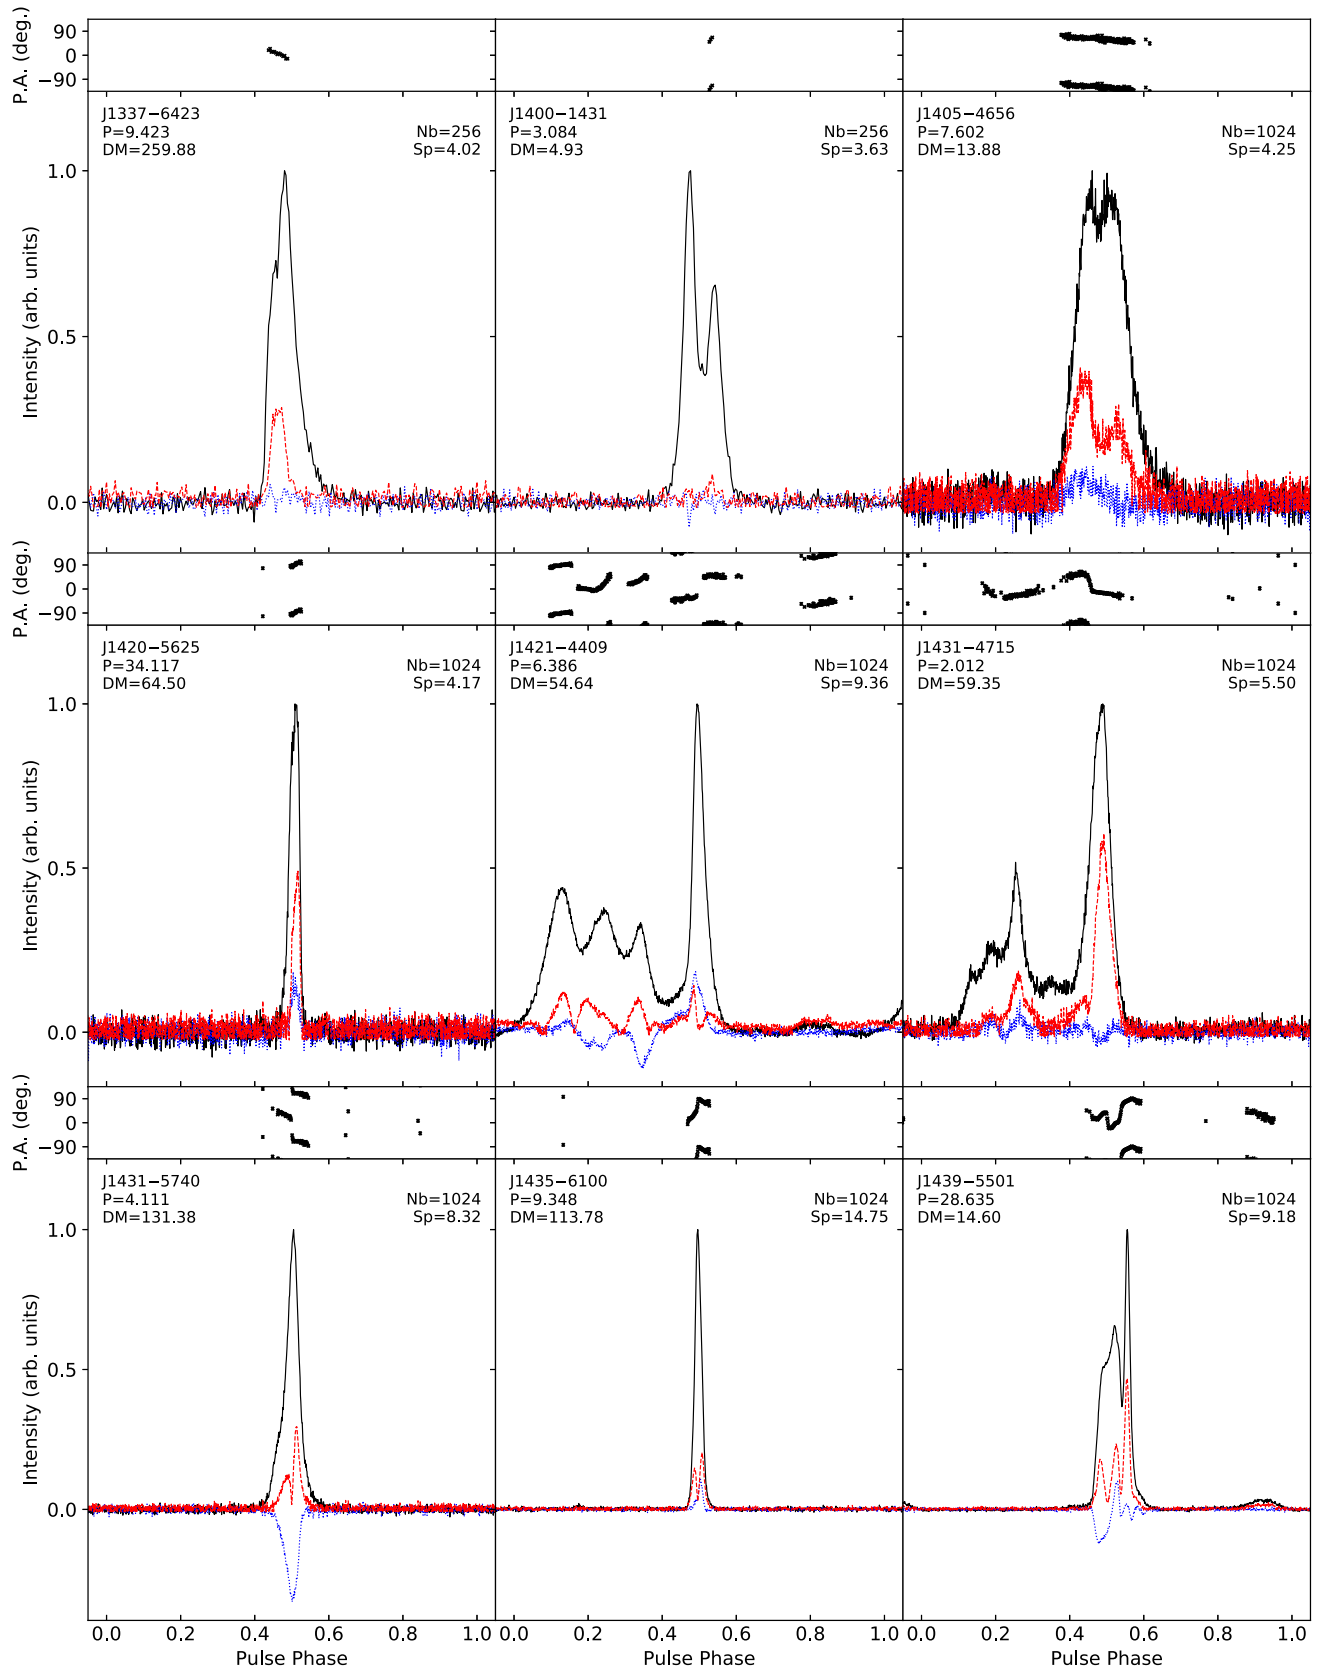 P.A. (deg.)
90
0
−90
J1337−6423
P=9.423
DM=259.88
Nb=256
Sp=4.02
J1400−1431
P=3.084
DM=4.93
Nb=256
Sp=3.63
J1405−4656
P=7.602
DM=13.88
Nb=1024
Sp=4.25
Intensity (arb. units)
1.0
0.5
0.0
P.A. (deg.)
90
0
−90
J1420−5625
P=34.117
DM=64.50
Nb=1024
Sp=4.17
J1421−4409
P=6.386
DM=54.64
Nb=1024
Sp=9.36
J1431−4715
P=2.012
DM=59.35
Nb=1024
Sp=5.50
Intensity (arb. units)
1.0
0.5
0.0
P.A. (deg.)
90
0
−90
J1431−5740
P=4.111
DM=131.38
Nb=1024
Sp=8.32
J1435−6100
P=9.348
DM=113.78
Nb=1024
Sp=14.75
J1439−5501
P=28.635
DM=14.60
Nb=1024
Sp=9.18
Intensity (arb. units)
1.0
0.5
0.0
0.0 0.2 0.4 0.6 0.8 1.0
0.0 0.2 0.4 0.6 0.8 1.0
0.0 0.2 0.4 0.6 0.8 1.0
Pulse Phase
Pulse Phase
Pulse Phase